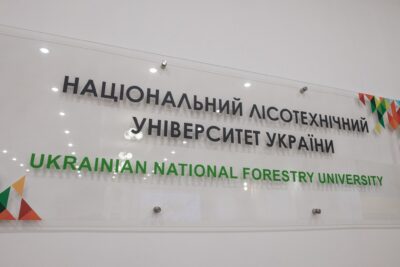 НАЦІОНАЛЬНИЙ ЛІСОТЕХНІЧНИЙ
УНІВЕРСИТЕТ УКРАЇНИ
UKRAINIAN NATIONAL FORESTRY UNIVERSITY